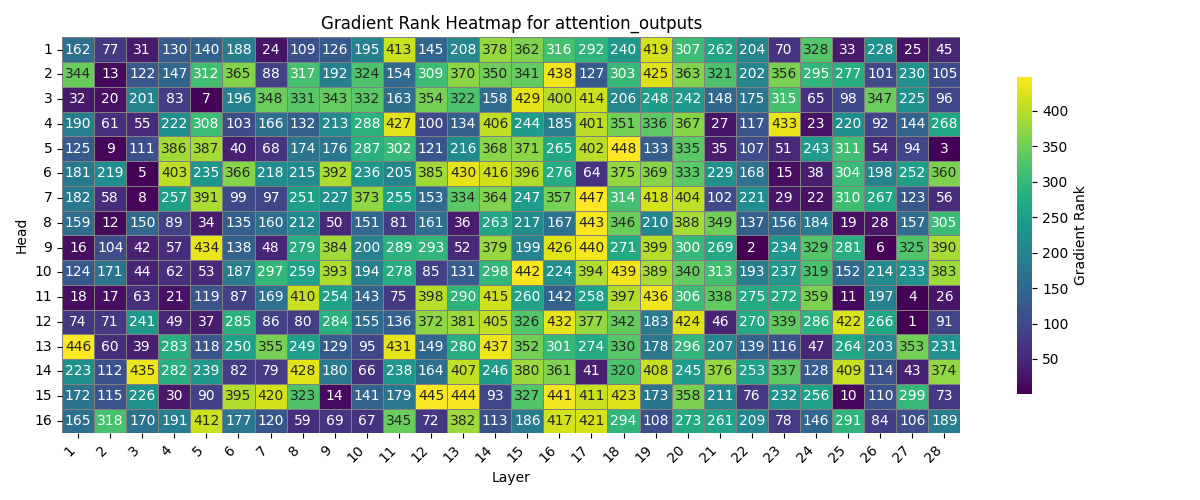 Gradient Rank Heatmap for attention_outputs
1 162 77 31 130 140 188 24 109 126 195 413 145 208 378 362 316 292 240 419 307 262 204 70 328 33 228 25 45
2 344 13 122 147 312 365 88 317 192 324 154 309 370 350 341 438 127 303 425 363 321 202 356 295 277 101 230 105
3 32 20 201 83 7 196 348 331 343 332 163 354 322 158 429 400 414 206 248 242 148 175 315 65 98 347 225 96
4 190 61 55 222 308 103 166 132 213 288 427 100 134 406 244 185 401 351 336 367 27 117 433 23 220 92 144 268
5 125 9 111 386 387 40 68 174 176 287 302 121 216 368 371 265 402 448 133 335 35 107 51 243 311 54 94 3
6 181 219 5 403 235 366 218 215 392 236 205 385 430 416 396 276 64 375 369 333 229 168 15 38 304 198 252 360
7 182 58 8 257 391 99 97 251 227 373 255 153 334 364 247 357 447 418 404 102 221 29 22 310 267 123 56
8 159 12 150 89 34 135 160 212 50 151 81 161 36 263 217 167 443 346 210 388 349 137 156 184 19 28 157 305
9 16 104 42 57 434 138 48 279 384 200 289 293 52 379 199 426 440 271 399 300 269 2 234 329 281 6 325 390
10 124 171 44 62 53 187 297 259 393 194 278 85 131 298 442 224 394 439 389 340 313 193 237 319 152 214 233 383
11 18 17 63 21 119 87 169 410 254 143 75 398 290 415 260 142 258 397 436 306 338 275 272 359 11 197 4 26
12 74 71 241 49 37 285 86 80 284 155 136 372 381 405 326 432 377 342 183 424 46 270 339 286 422 266 1 91
13 446 60 39 283 118 250 355 249 129 95 431 149 280 437 352 301 274 330 178 296 207 139 116 47 264 203 353 231
14 223 112 435 282 239 82 79 428 180 66 238 164 407 246 380 361 41 320 408 245 376 253 337 128 409 114 43 374
15 172 115 226 30 90 395 420 323 14 141 179 445 444 93 327 441 411 423 173 358 211 76 232 256 10 110 299 73
16 165 318 170 191 412 177 120 59 69 67 345 72 382 113 186 417 421 294 108 273 261 209 78 146 291 84 106 189
1 2 3 4 5 6 7 8 9 10 11 12 13 14 15 16 17 18 19 20 21 22 23 24 25 26 27 28
Layer
Head
400
350
300
250
200
150
100
50
Gradient Rank